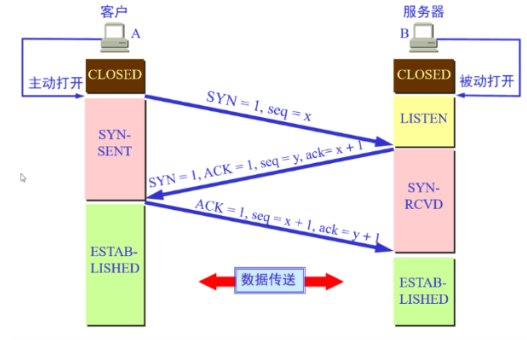 客户
服务器
A
B
主动打开
CLOSED
CLOSED
被动打开
SYN = 1, seq = x
LISTEN
SYN-
SENT
SYN = 1, ACK = 1, seq = y, ack= x + 1
SYN-
RCVD
ACK = 1, seq = x + 1, ack = y + 1
ESTAB-
LISHED
数据传送
ESTAB-
LISHED